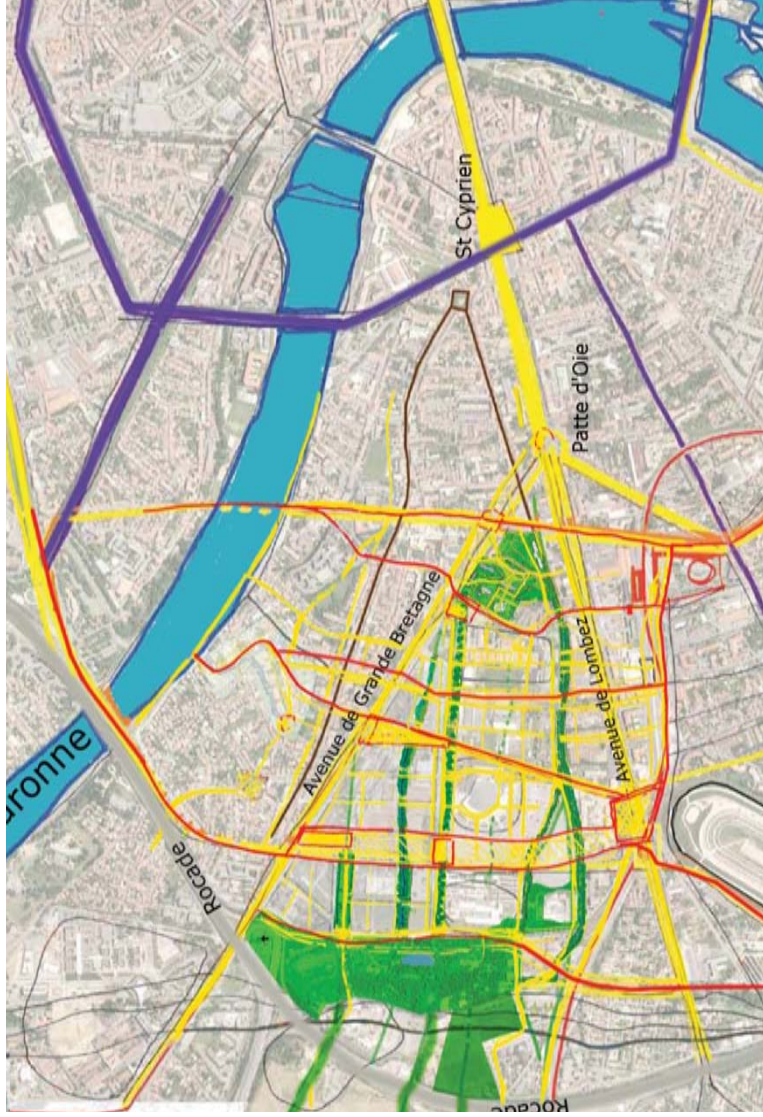 St Cyprien
Patte d'Oie
Avenue de Grande Bretagne
Avenue de Lombez
aronne
Rocade
Rocade